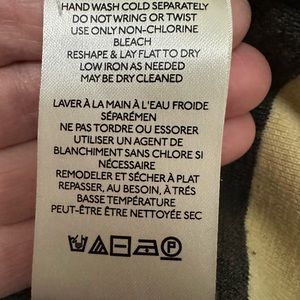 HAND WASH COLD SEPARATELY
DO NOT WRING OR TWIST
USE ONLY NON-CHLORINE
BLEACH
RESHAPE & LAY FLAT TO DRY
LOW IRON AS NEEDED
MAY BE DRY CLEANED
LAVER À LA MAIN À L'EAU FROIDE
SÉPARÉMEN
NE PAS TORDRE OU ESSORER
UTILISER UN AGENT DE
BLANCHIMENT SANS CHLORE SI
NÉCESSAIRE
REMODELER ET SÉCHER À PLAT
REPASSER, AU BESOIN, À TRÉS
BASSE TEMPÉRATURE
PEUT-ÊTRE ÊTRE NETTOYÉE SEC
P